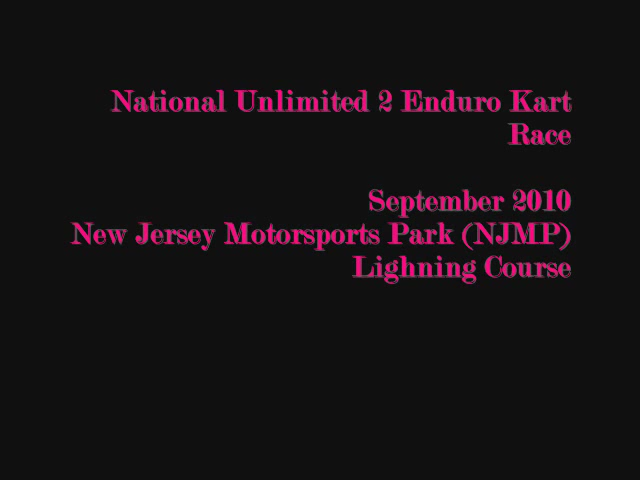 National Unlimited 2 Enduro Kart
Race
September 2010
New Jersey Motorsports Park (NJMP)
Lighning Course